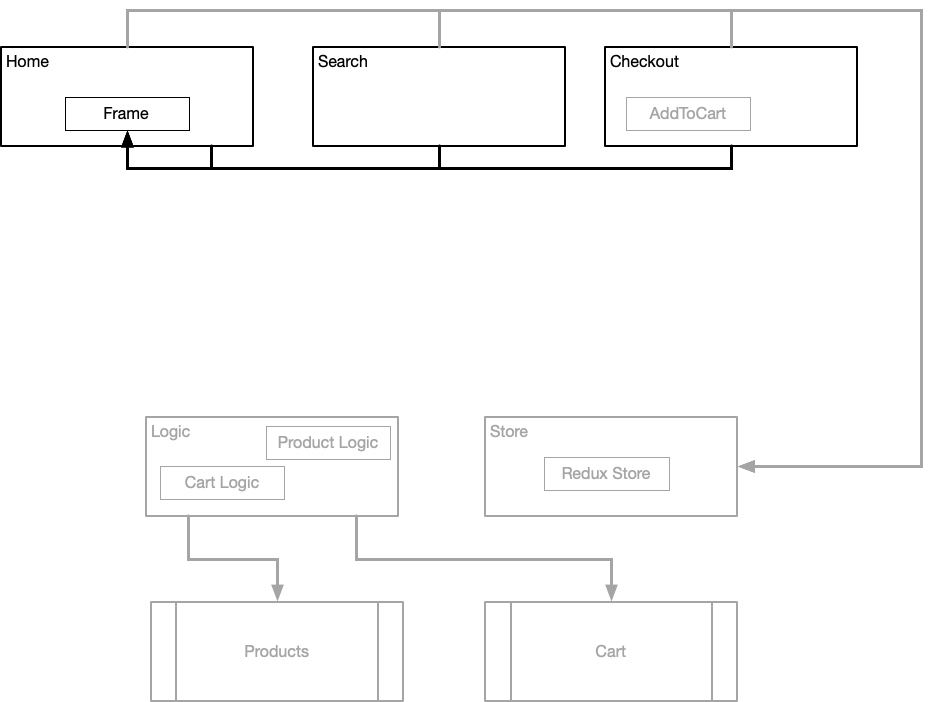 Home
Frame
Search
Checkout
AddToCart
Logic
Product Logic
Cart Logic
Store
Redux Store
Products
Cart